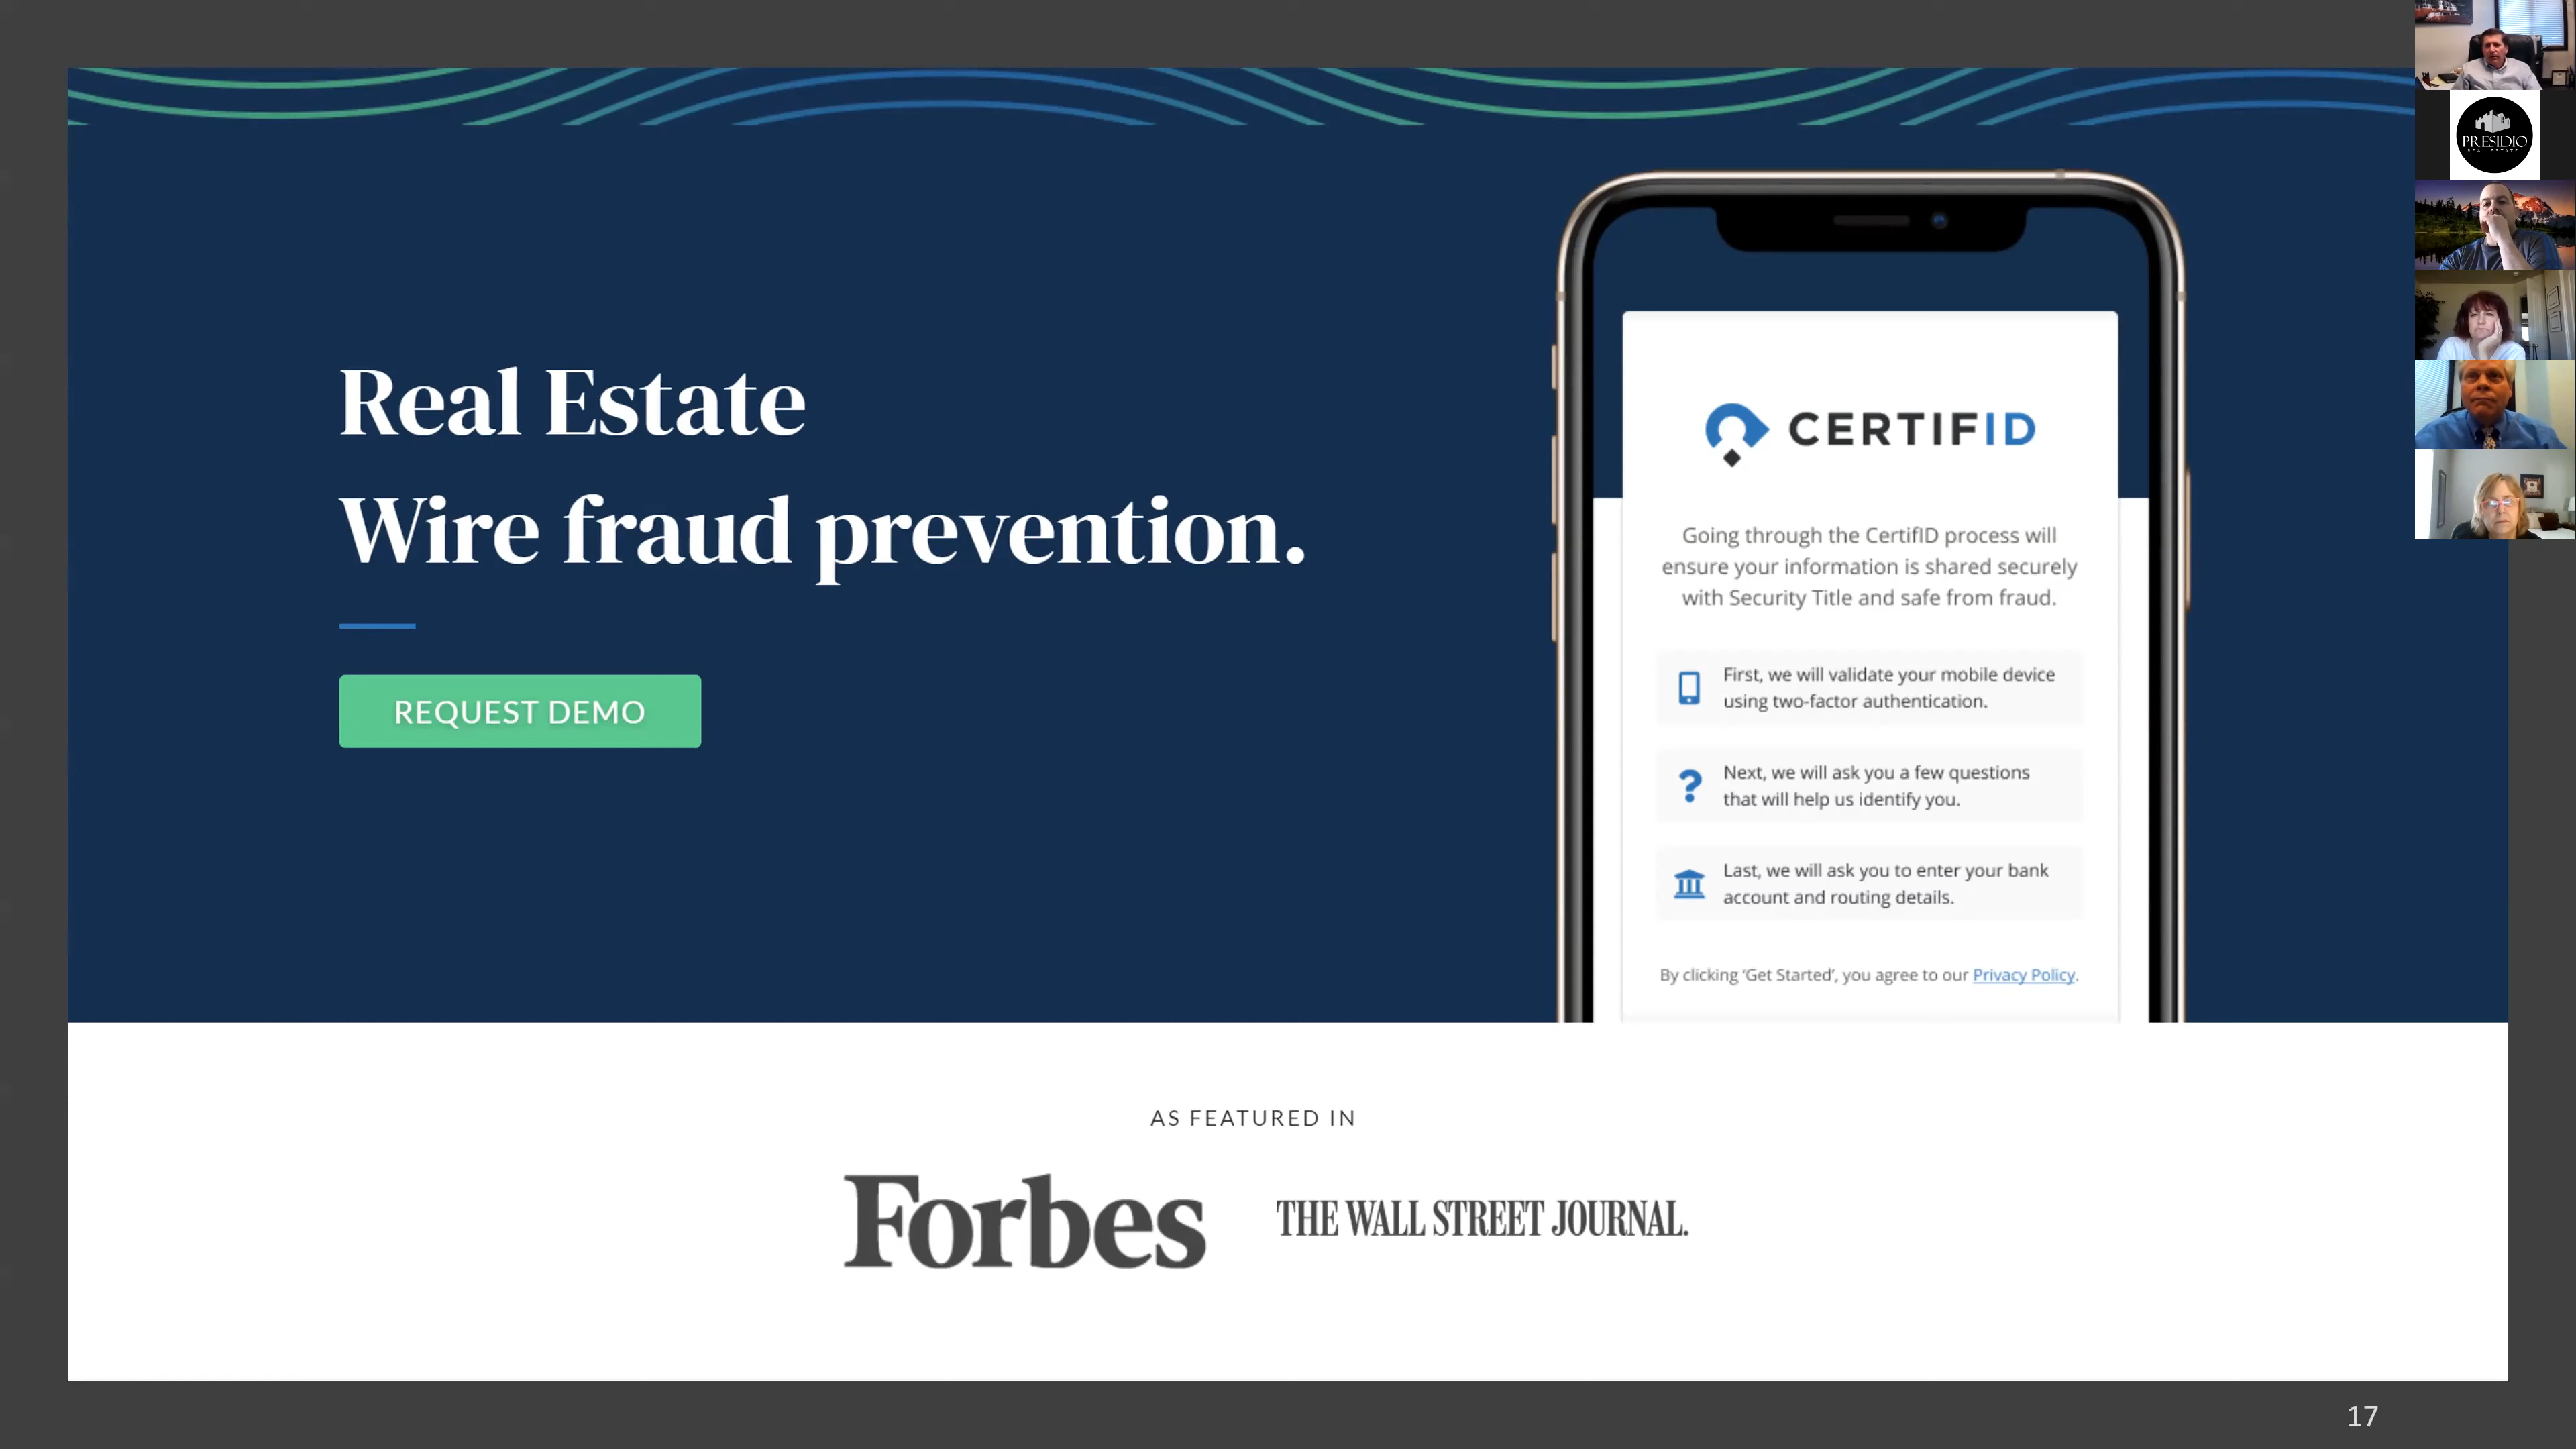 Real Estate
Wire fraud prevention.
REQUEST DEMO
CERTIFID
Going through the CertifID process will
ensure your information is shared securely
with Security Title and safe from fraud.
First, we will validate your mobile device
using two-factor authentication.
Next, we will ask you a few questions
that will help us identify you.
Last, we will ask you to enter your bank
account and routing details.
By clicking ‘Get Started’, you agree to our Privacy Policy.
AS FEATURED IN
Forbes
THE WALL STREET JOURNAL.
17
PRESIDIO
REAL ESTATE